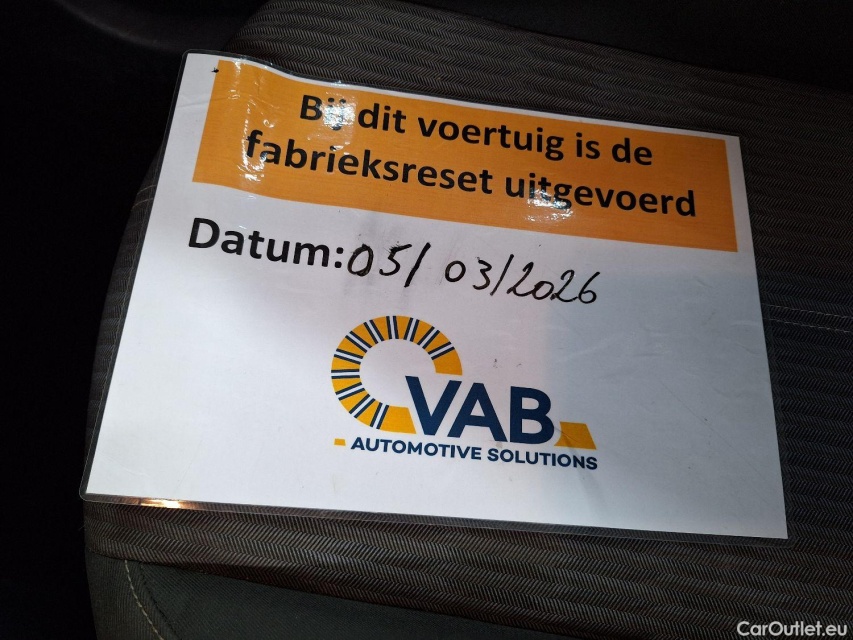 Bij dit voertuig is de
fabrieksreset uitgevoerd
Datum: 05/03/2026
VAB
AUTOMOTIVE SOLUTIONS
CarOutlet.eu